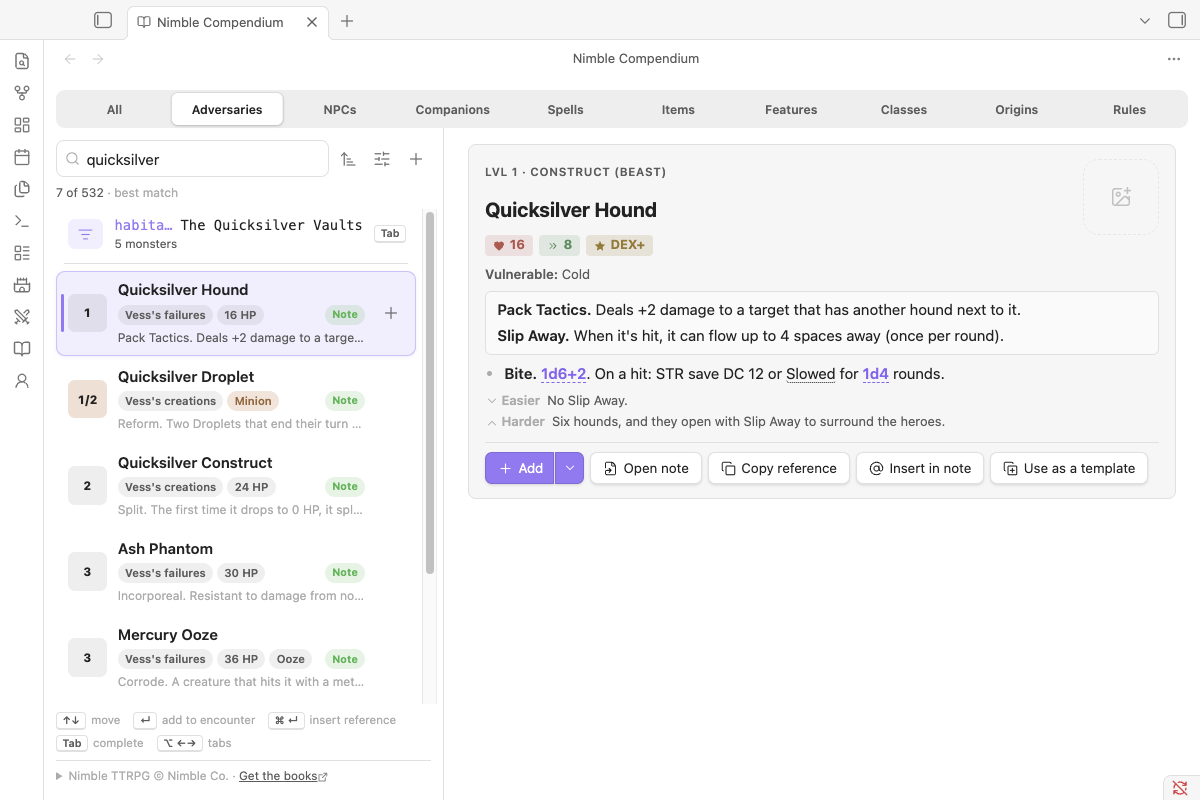 Nimble Compendium
Nimble Compendium
All Adversaries NPCs Companions Spells Items Features Classes Origins Rules
quicksilver
7 of 532 · best match
habita… The Quicksilver Vaults Tab
5 monsters
1
Quicksilver Hound
Vess's failures 16 HP Note
Pack Tactics. Deals +2 damage to a targe…
1/2
Quicksilver Droplet
Vess's creations Minion Note
Reform. Two Droplets that end their turn …
2
Quicksilver Construct
Vess's creations 24 HP Note
Split. The first time it drops to 0 HP, it spl…
3
Ash Phantom
Vess's failures 30 HP Note
Incorporeal. Resistant to damage from no…
3
Mercury Ooze
Vess's failures 36 HP Ooze Note
Corrode. A creature that hits it with a met…
↑↓ move ↵ add to encounter ⌘ ↵ insert reference
Tab complete ⌥ ←→ tabs
Nimble TTRPG © Nimble Co. · Get the books
LVL 1 · CONSTRUCT (BEAST)
Quicksilver Hound
16 » 8 DEX+
Vulnerable: Cold
Pack Tactics. Deals +2 damage to a target that has another hound next to it.
Slip Away. When it's hit, it can flow up to 4 spaces away (once per round).
• Bite. 1d6+2. On a hit: STR save DC 12 or Slowed for 1d4 rounds.
Easier No Slip Away.
Harder Six hounds, and they open with Slip Away to surround the heroes.
+ Add Open note Copy reference Insert in note Use as a template